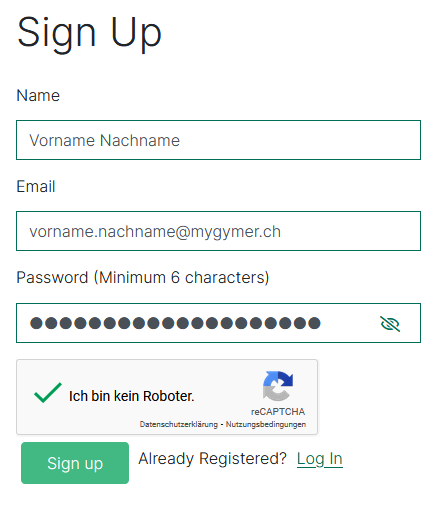 Sign Up
Name
Vorname Nachname
Email
vorname.nachname@mygymer.ch
Password (Minimum 6 characters)
●●●●●●●●●●●●●●●●●●●●
Ich bin kein Roboter.
reCAPTCHA
Datenschutzerklärung - Nutzungsbedingungen
Sign up Already Registered? Log In